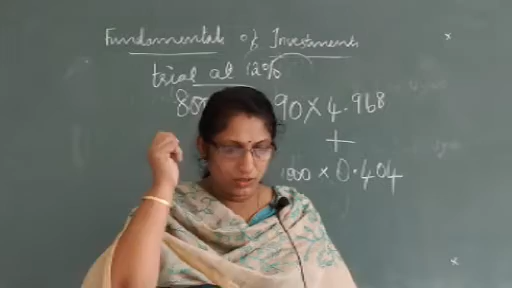 Fundamentals of Investments
trial at 12%
90 x 4.968
+
1000 x 0.404